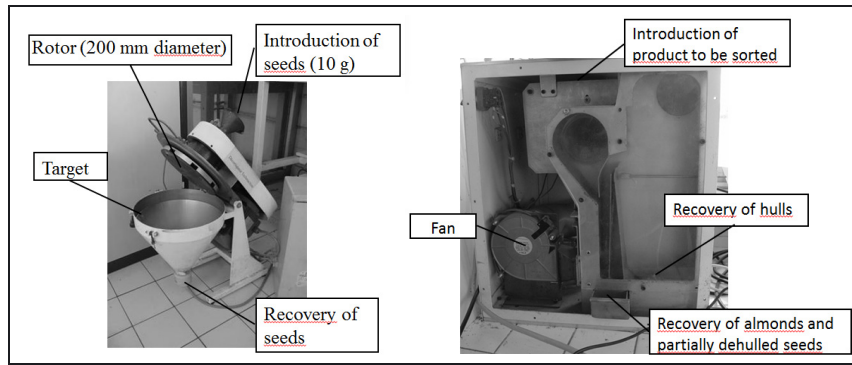 Rotor (200 mm diameter)
Introduction of
seeds (10 g)
Target
Recovery of
seeds
Introduction of
product to be sorted
Fan
Recovery of hulls
Recovery of almonds and
partially dehulled seeds